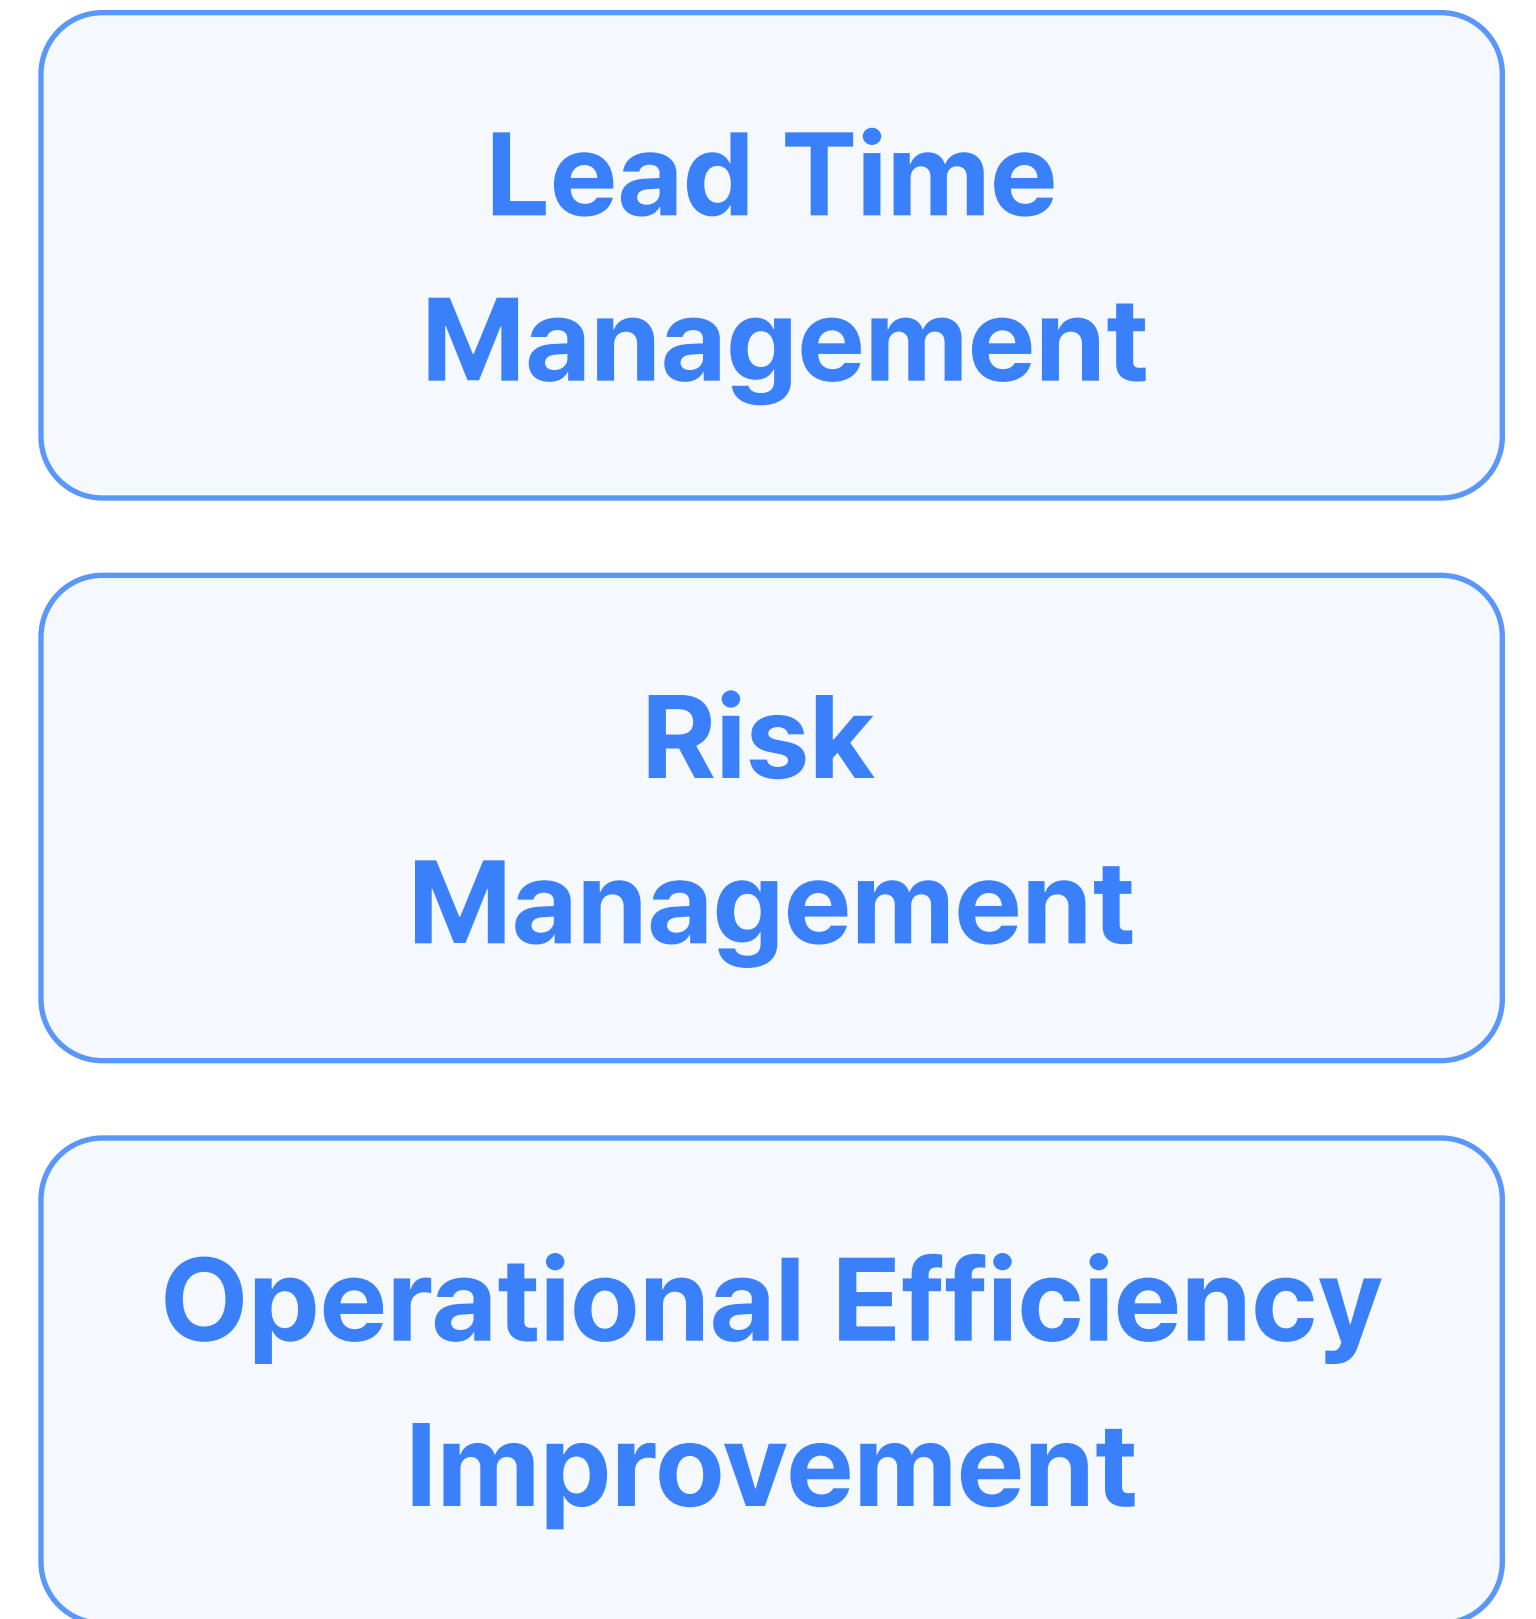 Lead Time
Management
Risk
Management
Operational Efficiency
Improvement